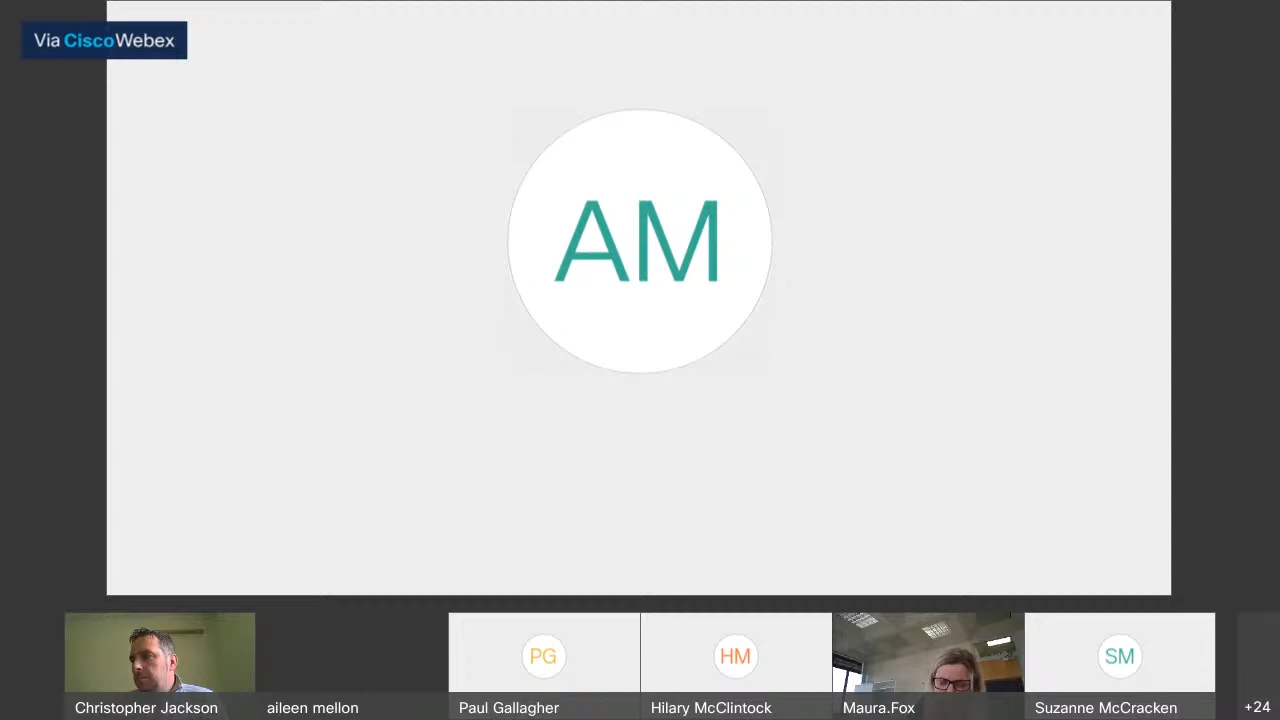 Via CiscoWebex
AM
PG
HM
SM
Christopher Jackson
aileen mellon
Paul Gallagher
Hilary McClintock
Maura.Fox
Suzanne McCracken
+24